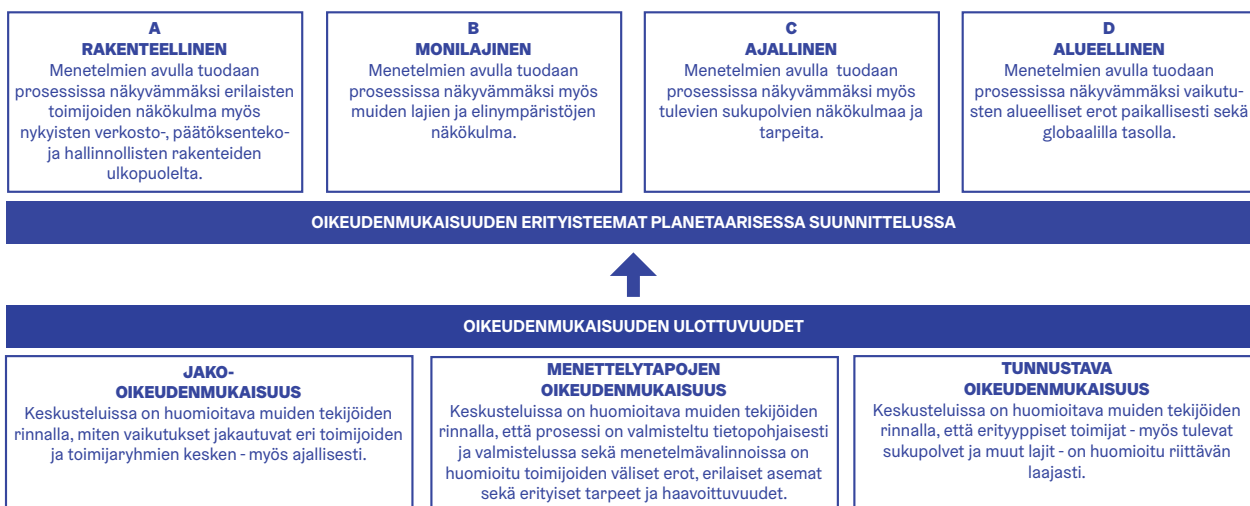 A
RAKENTEELLINEN
Menetelmien avulla tuodaan
prosessissa näkyvämmäksi erilaisten
toimijoiden näkökulma myös
nykyisten verkosto-, päätöksenteko-
ja hallinnollisten rakenteiden
ulkopuolelta.
B
MONILAJINEN
Menetelmien avulla tuodaan
prosessissa näkyvämmäksi myös
muiden lajien ja elinympäristöjen
näkökulma.
C
AJALLINEN
Menetelmien avulla tuodaan
prosessissa näkyvämmäksi myös
tulevien sukupolvien näkökulmaa ja
tarpeita.
D
ALUEELLINEN
Menetelmien avulla tuodaan
prosessissa näkyvämmäksi vaikutu-
sten alueelliset erot paikallisesti sekä
globaalilla tasolla.
OIKEUDENMUKAISUUDEN ERITYISTEEMAT PLANETAARISESSA SUUNNITTELUSSA
OIKEUDENMUKAISUUDEN ULOTTUVUUDET
JAKO-
OIKEUDENMUKAISUUS
Keskusteluissa on huomioitava muiden tekijöiden
rinnalla, miten vaikutukset jakautuvat eri toimijoiden
ja toimijaryhmien kesken - myös ajallisesti.
MENETTELYTAPOJEN
OIKEUDENMUKAISUUS
Keskusteluissa on huomioitava muiden tekijöiden
rinnalla, että prosessi on valmisteltu tietopohjaisesti
ja valmistelussa sekä menetelmävalinnoissa on
huomioitu toimijoiden väliset erot, erilaiset asemat
sekä erityiset tarpeet ja haavoittuvuudet.
TUNNUSTAVA
OIKEUDENMUKAISUUS
Keskusteluissa on huomioitava muiden tekijöiden
rinnalla, että erityyppiset toimijat - myös tulevat
sukupolvet ja muut lajit - on huomioitu riittävän
laajasti.